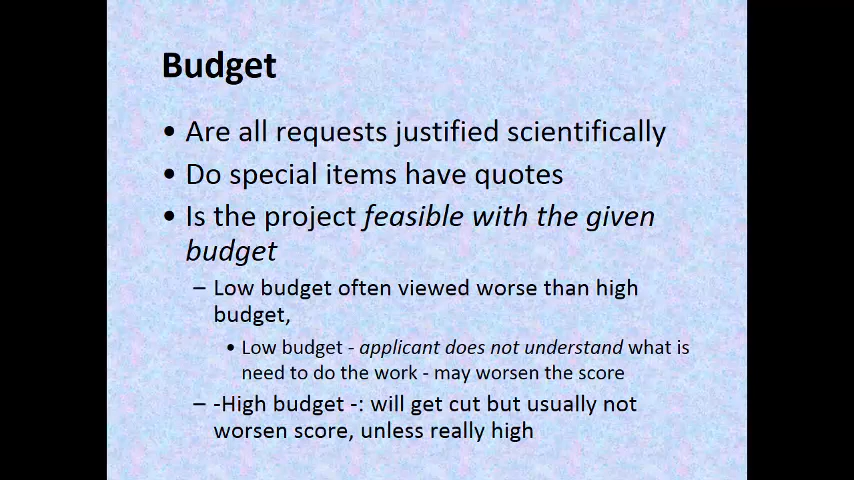 Budget
• Are all requests justified scientifically
• Do special items have quotes
• Is the project feasible with the given
budget
– Low budget often viewed worse than high
budget,
• Low budget - applicant does not understand what is
need to do the work - may worsen the score
– -High budget -: will get cut but usually not
worsen score, unless really high